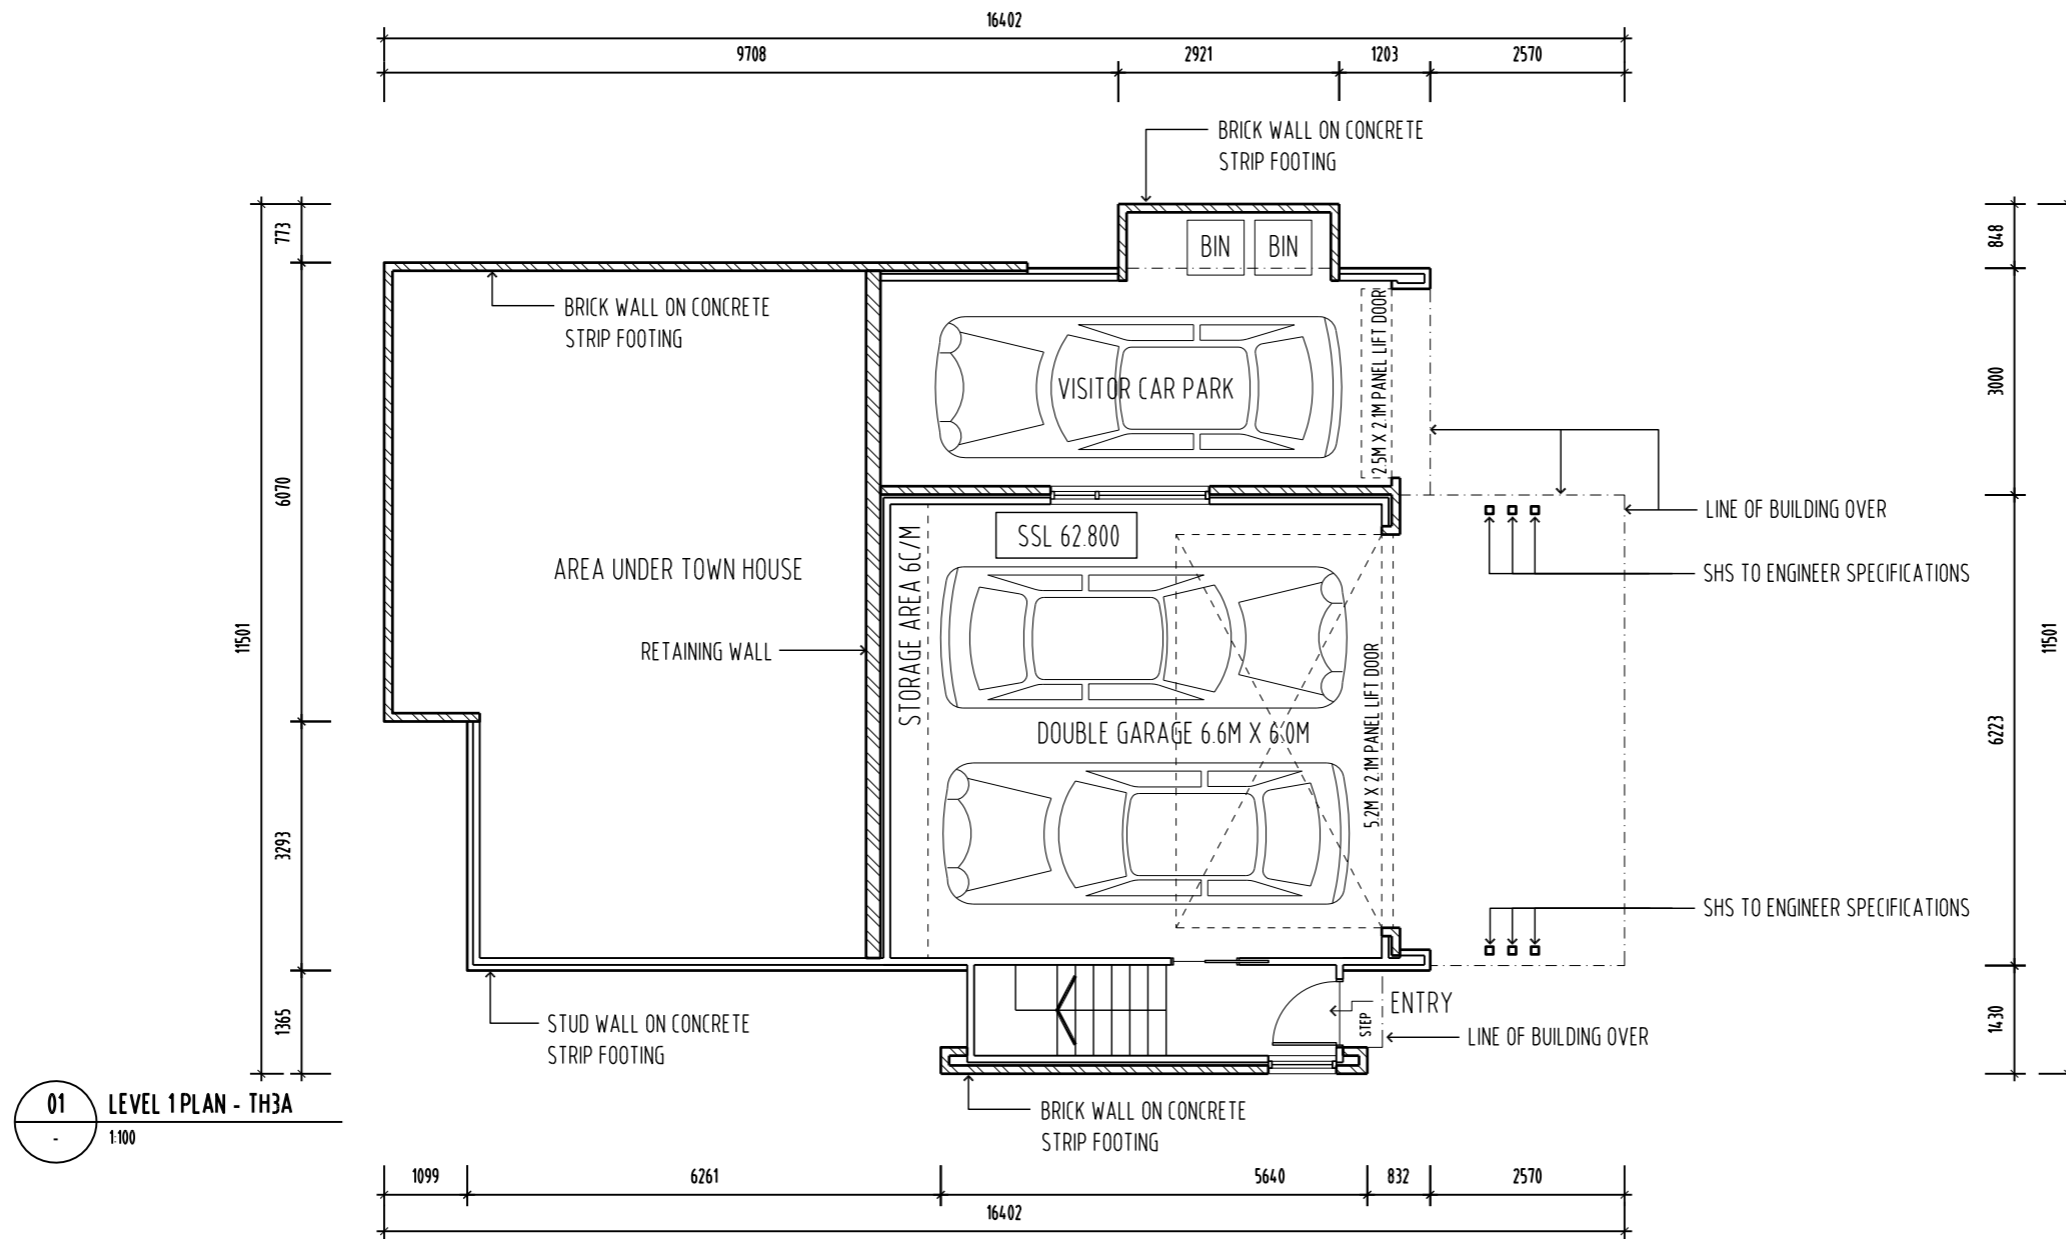 16402
9708
2921
1203
2570
BRICK WALL ON CONCRETE
STRIP FOOTING
773
848
BIN
BIN
BRICK WALL ON CONCRETE
STRIP FOOTING
2.5M X 2.1M PANEL LIFT DOOR
VISITOR CAR PARK
3000
6070
LINE OF BUILDING OVER
SSL 62.800
AREA UNDER TOWN HOUSE
STORAGE AREA 6C/M
SHS TO ENGINEER SPECIFICATIONS
11501
11501
RETAINING WALL
DOUBLE GARAGE 6.6M X 6.0M
5.2M X 2.1M PANEL LIFT DOOR
6223
3293
SHS TO ENGINEER SPECIFICATIONS
1365
1430
STUD WALL ON CONCRETE
STRIP FOOTING
ENTRY
STEP
LINE OF BUILDING OVER
01
LEVEL 1 PLAN - TH3A
-
1:100
BRICK WALL ON CONCRETE
STRIP FOOTING
1099
6261
5640
832
2570
16402